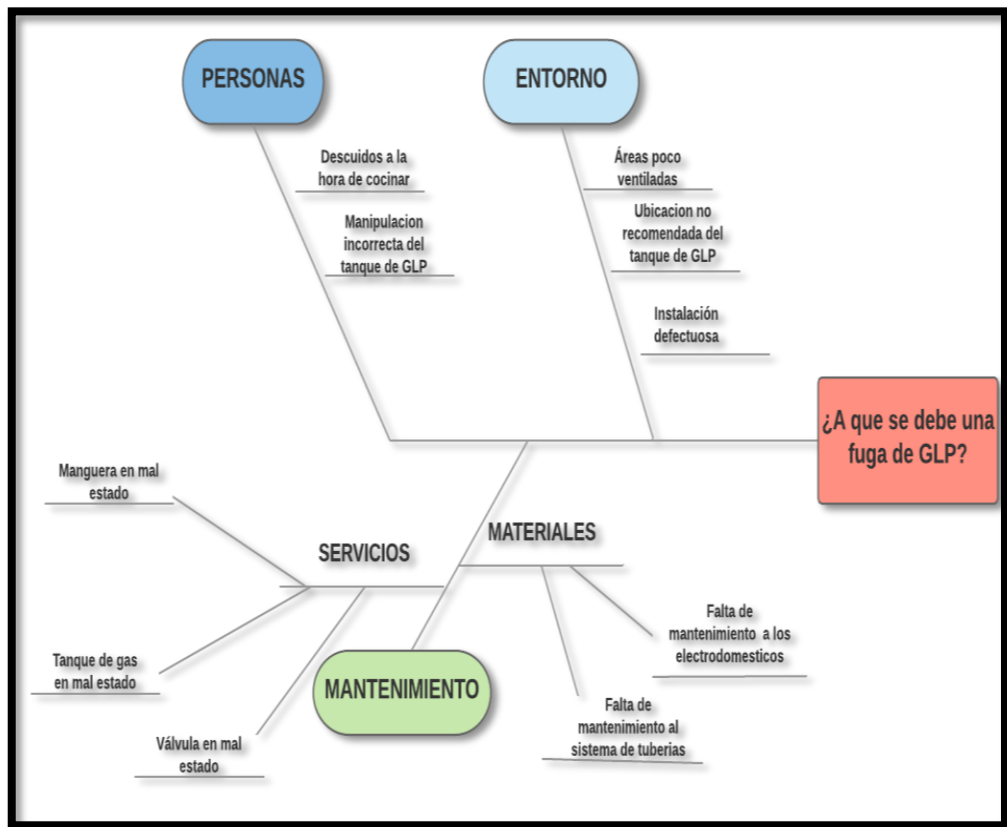 PERSONAS
Descuidos a la
hora de cocinar
Manipulacion
incorrecta del
tanque de GLP
ENTORNO
Áreas poco
ventiladas
Ubicacion no
recomendada del
tanque de GLP
Instalación
defectuosa
¿A que se debe una
fuga de GLP?
Manguera en mal
estado
SERVICIOS
Tanque de gas
en mal estado
Válvula en mal
estado
MANTENIMIENTO
MATERIALES
Falta de
mantenimiento a los
electrodomesticos
Falta de
mantenimiento al
sistema de tuberias